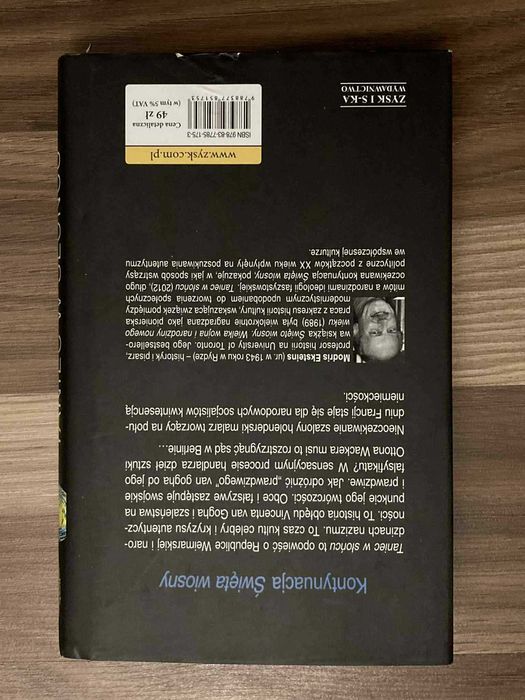 Kontynuacja Święta wiosny
Taniec w słońcu to opowieść o Republice Weimarskiej i naro-
dzinach nazizmu. To czas kultu celebry i kryzysu autentycz-
ności. To historia obłędu Vincenta van Gogha i szaleństwa na
punkcie jego twórczości. Obce i fałszywe zastępuje swojskie
i prawdziwe. Jak odróżnić „prawdziwego” van gogha od jego
falsyfikatu? W sensacyjnym procesie handlarza dzieł sztuki
Ottona Wackera musi to rozstrzygnąć sąd w Berlinie...
Nieoczekiwanie szalony holenderski malarz tworzący na połu-
dniu Francji staje się dla narodowych socjalistów kwintesencją
niemieckości.
Modris Eksteins (ur. w 1943 roku w Rydze) – historyk i pisarz,
profesor historii na University of Toronto. Jego bestsellero-
wa książka Święto wiosny. Wielka wojna i narodziny nowego
wieku (1989) była wielokrotnie nagradzana jako pionierska
praca z zakresu historii kultury, wskazująca związek pomiędzy
modernistycznym upodobaniem do tworzenia społecznych
mitów a narodzinami ideologii faszystowskiej. Taniec w słońcu (2012), długo
oczekiwana kontynuacja Święta wiosny, pokazuje, w jaki sposób wstrząsy
polityczne z początków XX wieku wpłynęły na poszukiwania autentyzmu
we współczesnej kulturze.
www.zysk.com.pl
ISBN 978-83-7785-175-3
9 788377 851753
Cena detaliczna
49 zł
(w tym 5% VAT)
ZYSK I S-KA
WYDAWNICTWO